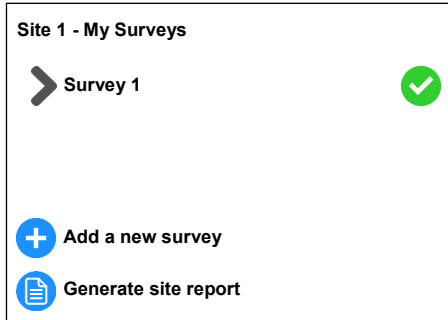 Site 1 - My Surveys
Survey 1
Add a new survey
Generate site report